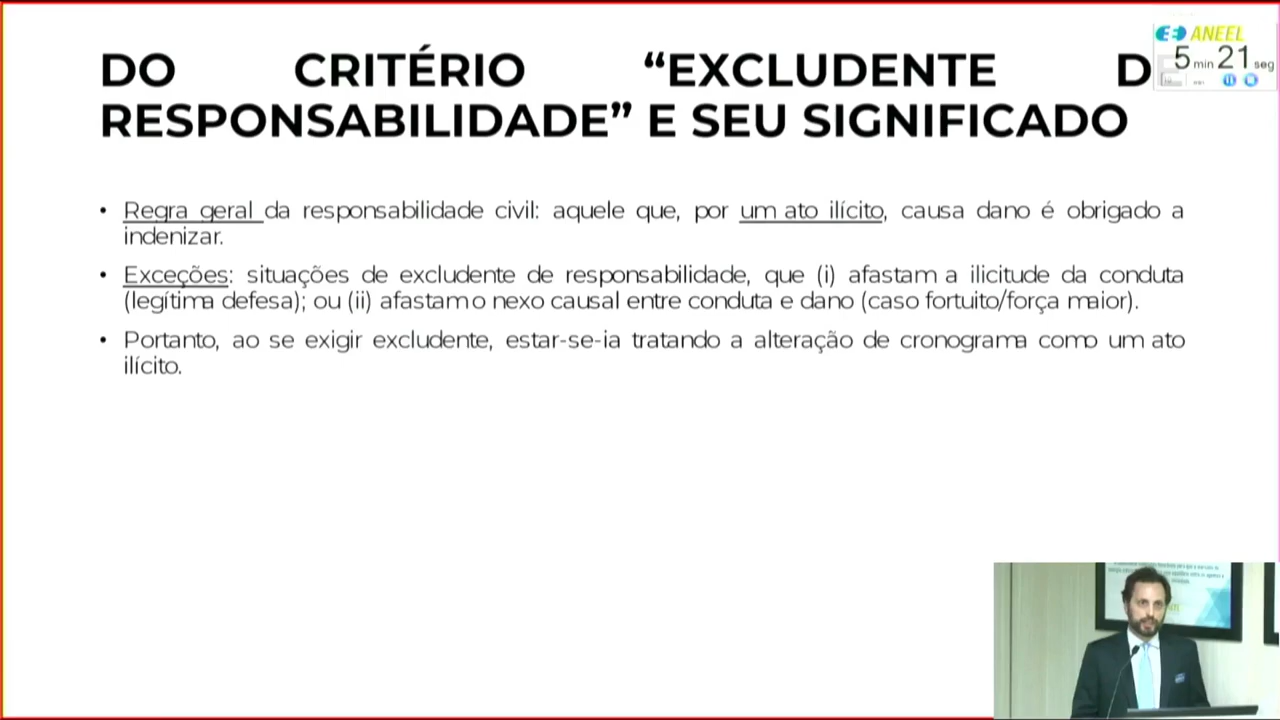 DO CRITÉRIO “EXCLUDENTE DE
RESPONSABILIDADE” E SEU SIGNIFICADO
ANEEL
5 min 21 seg
• Regra geral da responsabilidade civil: aquele que, por um ato ilícito, causa dano é obrigado a
indenizar.
• Exceções: situações de excludente de responsabilidade, que (i) afastam a ilicitude da conduta
(legítima defesa); ou (ii) afastam o nexo causal entre conduta e dano (caso fortuito/força maior).
• Portanto, ao se exigir excludente, estar-se-ia tratando a alteração de cronograma como um ato
ilícito.